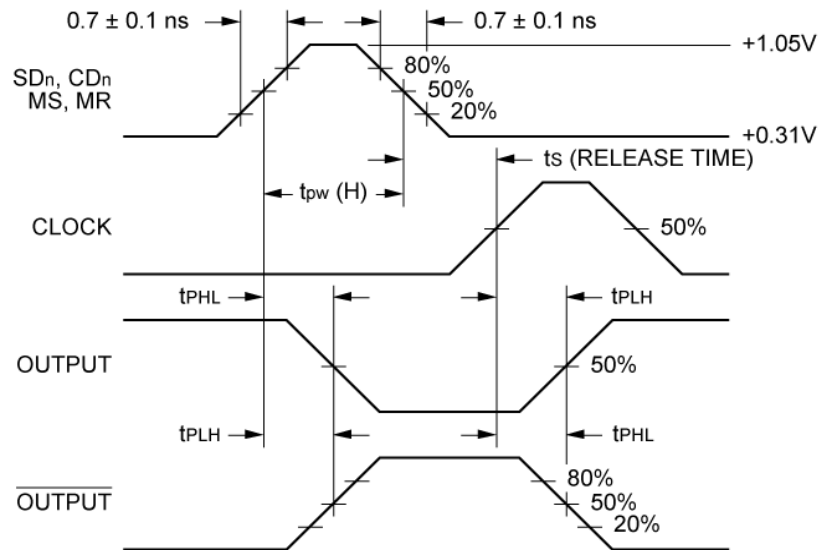 0.7 ± 0.1 ns 0.7 ± 0.1 ns
+1.05V
80%
SDn, CDn
MS, MR
50%
20%
+0.31V
tS (RELEASE TIME)
tpw (H)
CLOCK
50%
tPHL tPLH
OUTPUT
50%
tPLH tPHL
80%
OUTPUT
50%
20%